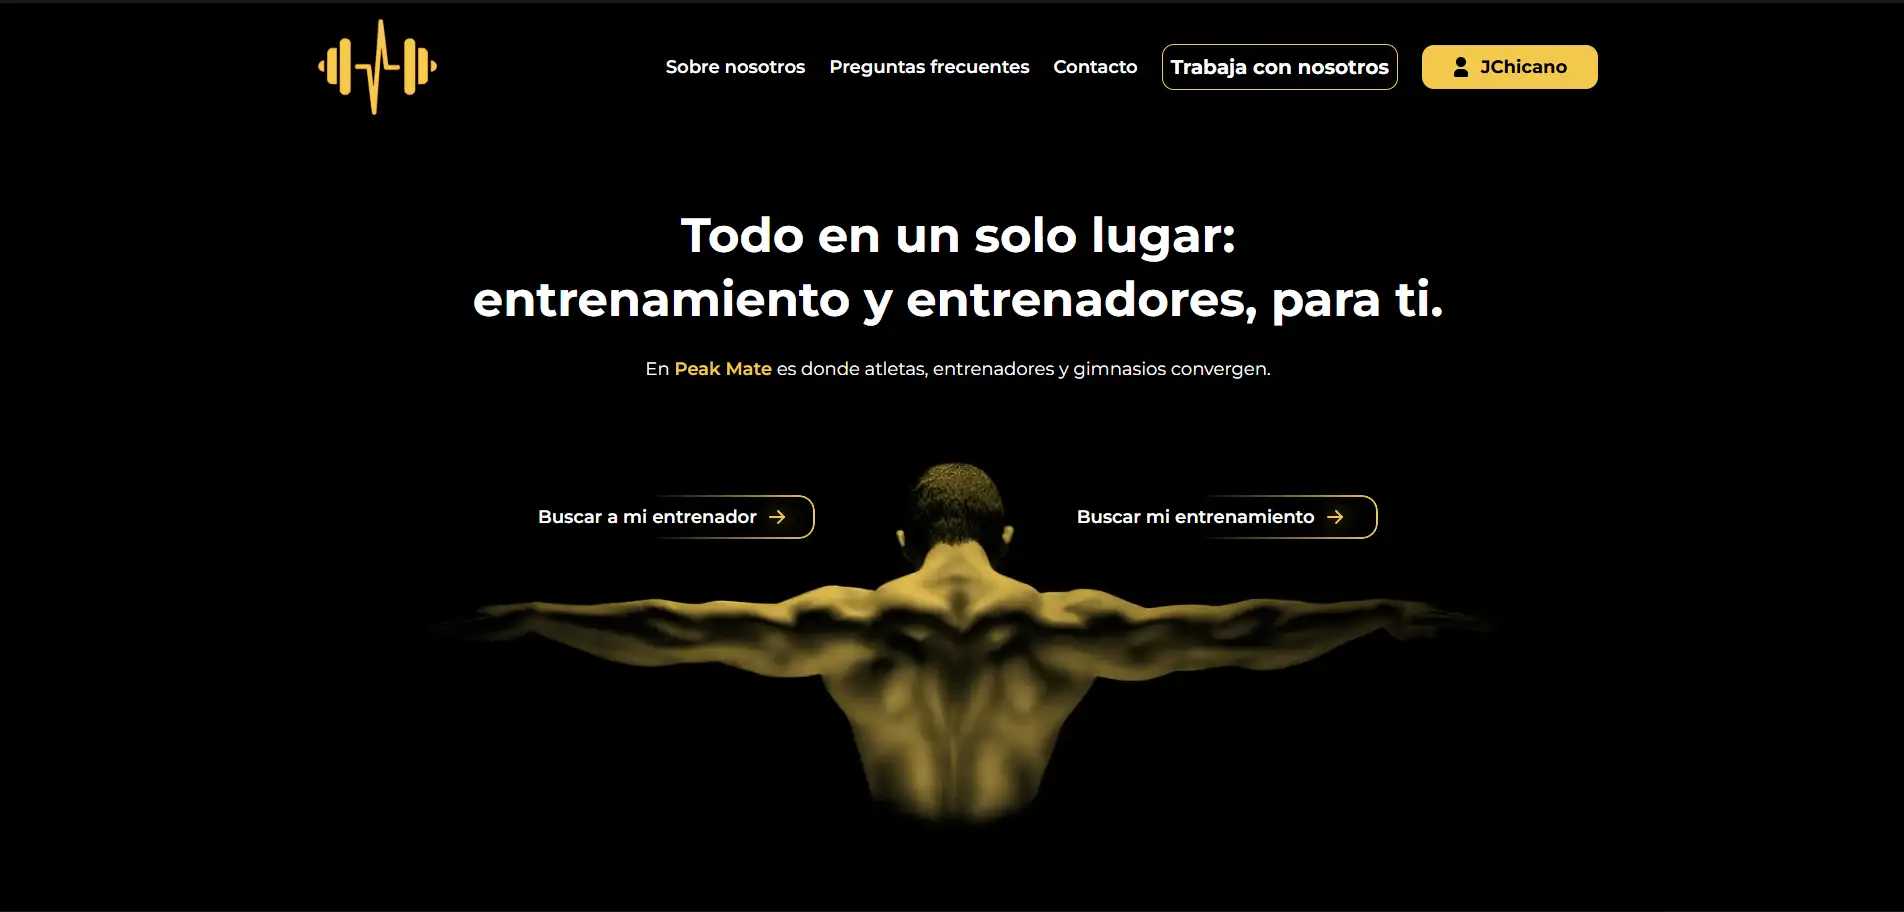 Sobre nosotros
Preguntas frecuentes
Contacto
Trabaja con nosotros
JChicano
Todo en un solo lugar:
entrenamiento y entrenadores, para ti.
En Peak Mate es donde atletas, entrenadores y gimnasios convergen.
Buscar a mi entrenador
Buscar mi entrenamiento